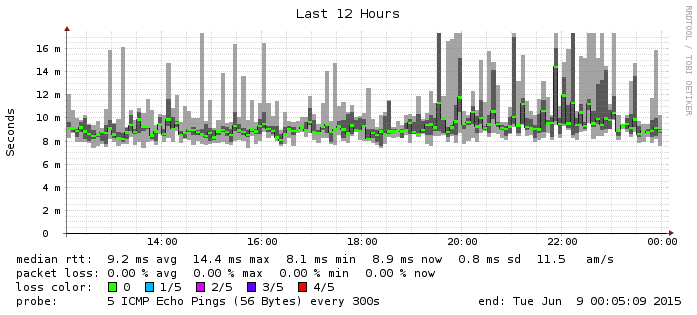 Last 12 Hours
RRDTOOL / TOBI OETIKER
Seconds
16 m
14 m
12 m
10 m
8 m
6 m
4 m
2 m
0
14:00 16:00 18:00 20:00 22:00 00:00
median rtt: 9.2 ms avg 14.4 ms max 8.1 ms min 8.9 ms now 0.8 ms sd 11.5 am/s
packet loss: 0.00 % avg 0.00 % max 0.00 % min 0.00 % now
loss color: 0 1/5 2/5 3/5 4/5
probe: 5 ICMP Echo Pings (56 Bytes) every 300s end: Tue Jun 9 00:05:09 2015